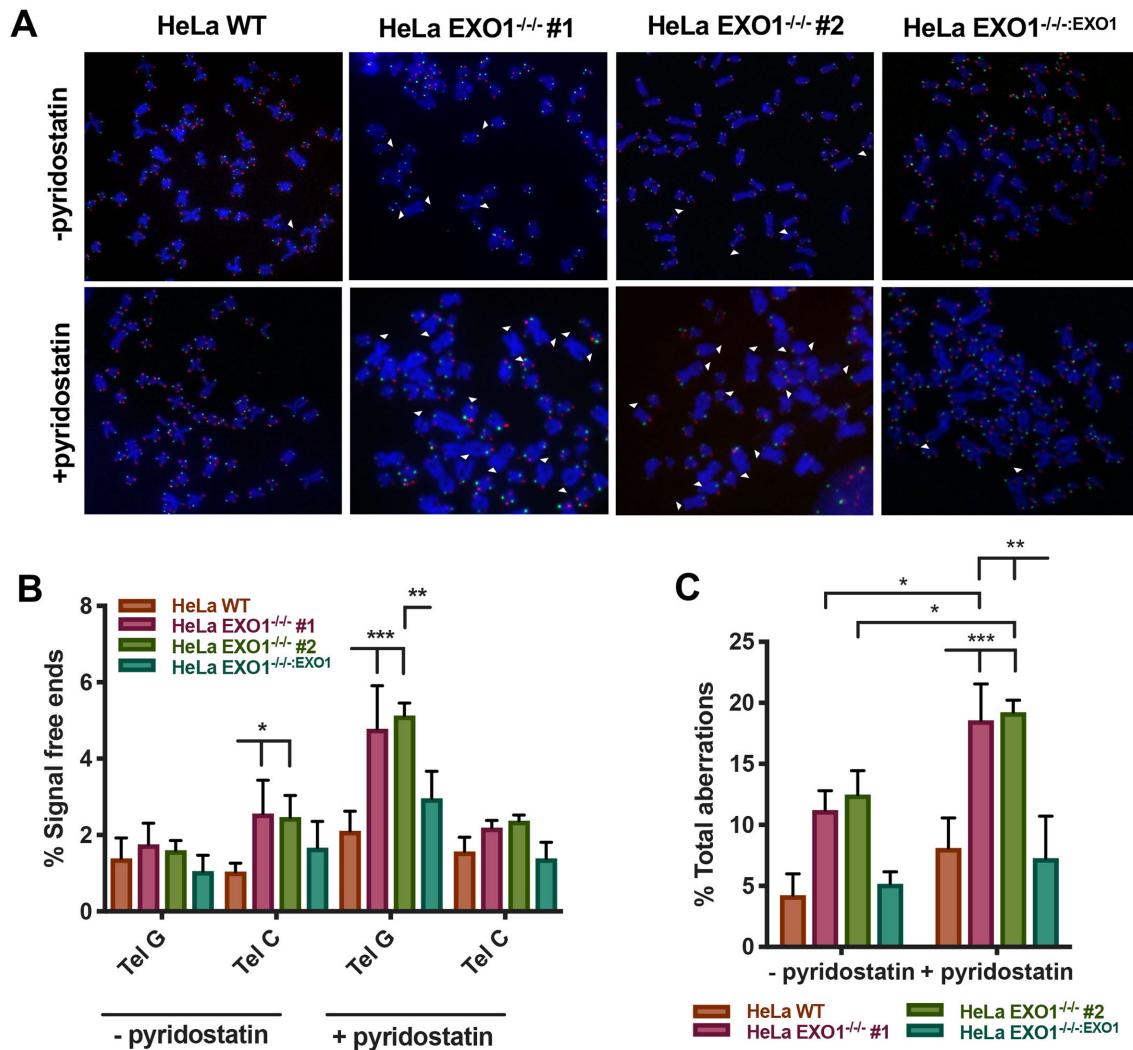 A
HeLa WT
HeLa EXO1-/-/- #1
HeLa EXO1-/-/- #2
HeLa EXO1-/-/-:EXO1
-pyridostatin
+pyridostatin
B
HeLa WT
HeLa EXO1-/-/- #1
HeLa EXO1-/-/- #2
HeLa EXO1-/-/-:EXO1
% Signal free ends
8
6
4
2
0
*
***
**
Tel G
Tel C
Tel G
Tel C
- pyridostatin
+ pyridostatin
C
% Total aberrations
25
20
15
10
5
0
*
*
**
***
- pyridostatin
+ pyridostatin
HeLa WT
HeLa EXO1-/-/- #1
HeLa EXO1-/-/- #2
HeLa EXO1-/-/-:EXO1